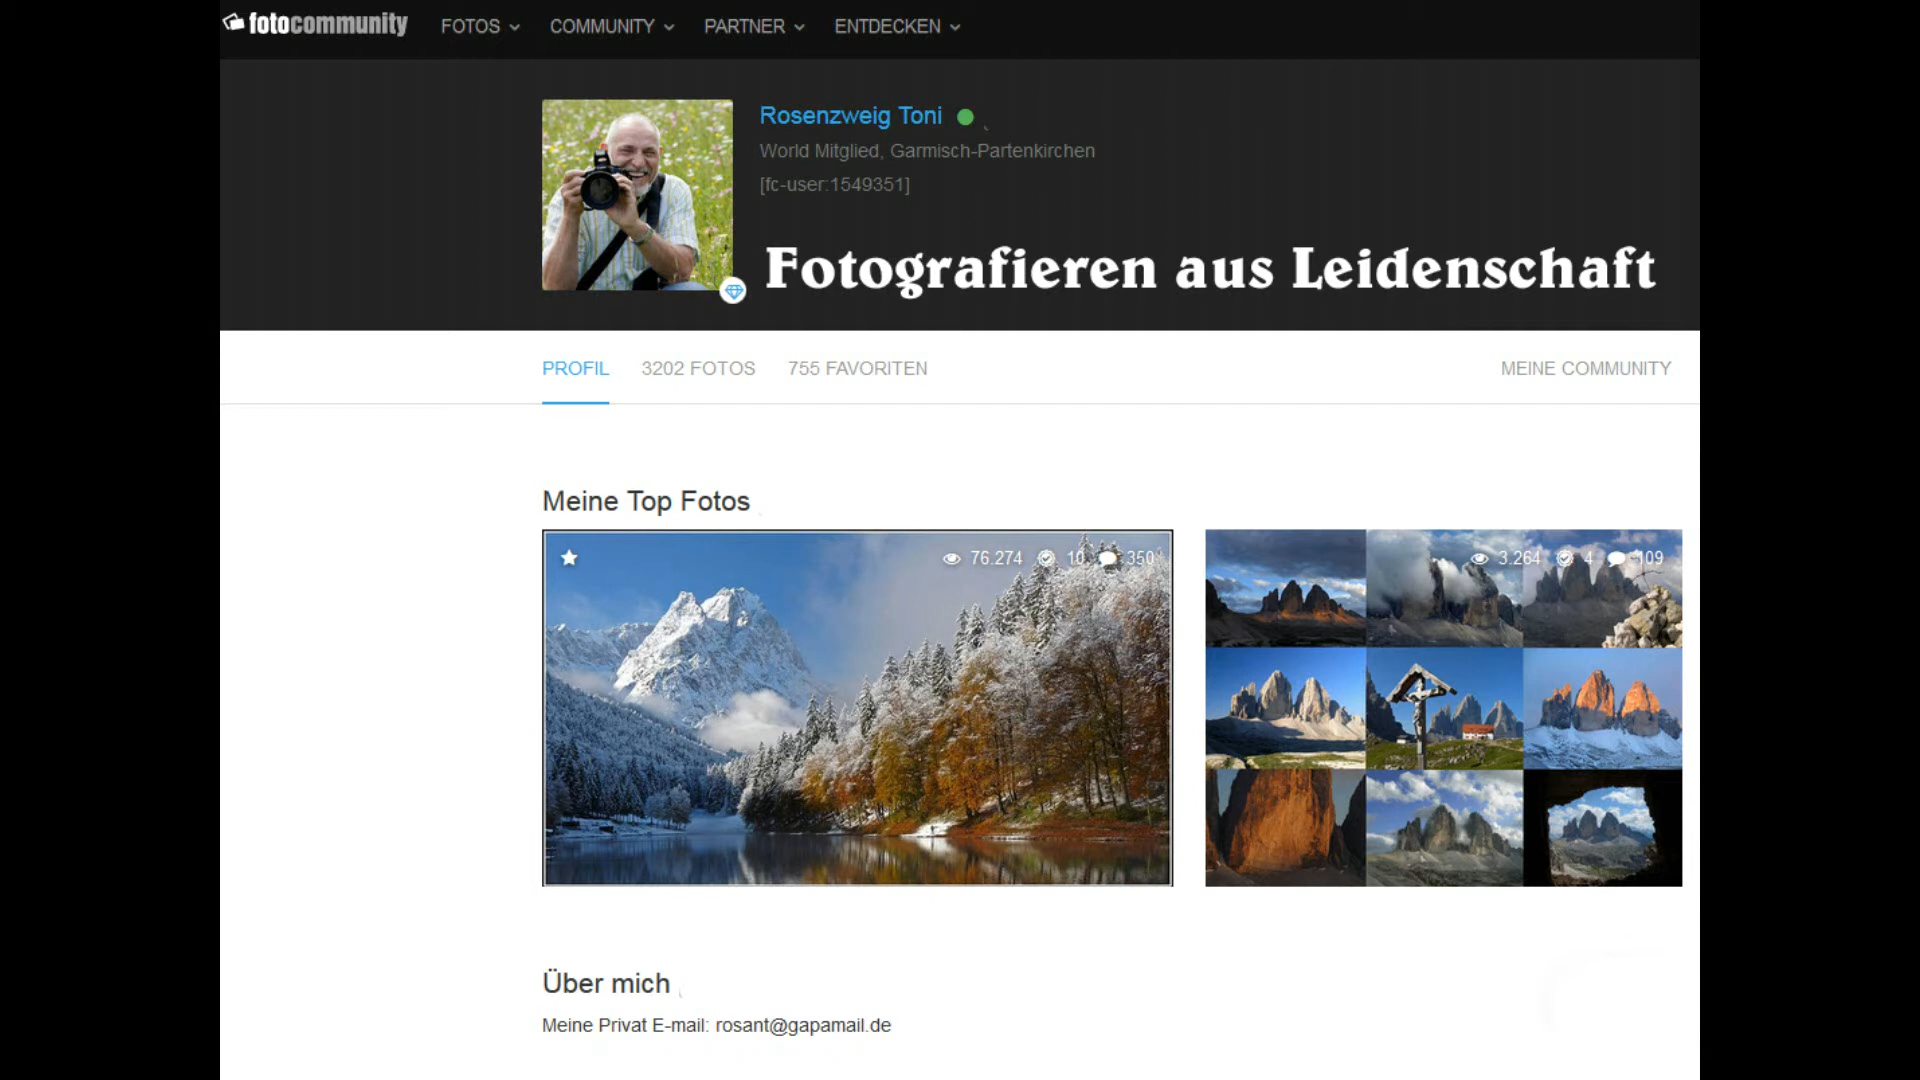 fotocommunity FOTOS COMMUNITY PARTNER ENTDECKEN
Rosenzweig Toni
World Mitglied, Garmisch-Partenkirchen
[fc-user:1549351]
Fotografieren aus Leidenschaft
PROFIL 3202 FOTOS 755 FAVORITEN MEINE COMMUNITY
Meine Top Fotos
76.274 10 350
3.264 4 109
Über mich
Meine Privat E-mail: rosant@gapamail.de